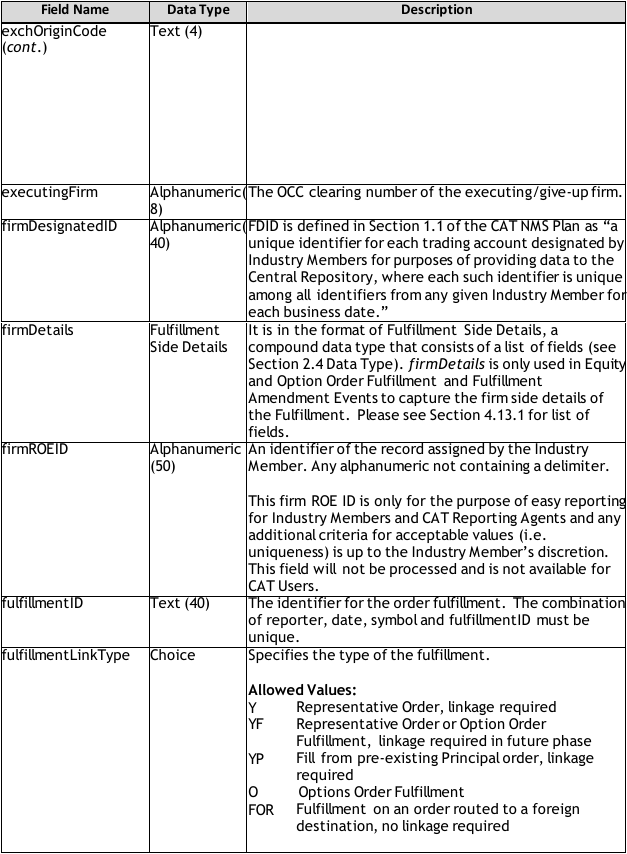 Field Name Data Type Description
exchOriginCode Text (4)
(cont.)
executingFirm Alphanumeric( The OCC clearing number of the executing/give-up firm.
8)
firmDesignatedID Alphanumeric( FDID is defined in Section 1.1 of the CAT NMS Plan as “a
40) unique identifier for each trading account designated by
Industry Members for purposes of providing data to the
Central Repository, where each such identifier is unique
among all identifiers from any given Industry Member for
each business date.”
firmDetails Fulfillment It is in the format of Fulfillment Side Details, a
Side Details compound data type that consists of a list of fields (see
Section 2.4 Data Type). firmDetails is only used in Equity
and Option Order Fulfillment and Fulfillment
Amendment Events to capture the firm side details of
the Fulfillment. Please see Section 4.13.1 for list of
fields.
firmROEID Alphanumeric An identifier of the record assigned by the Industry
(50) Member. Any alphanumeric not containing a delimiter.
This firm ROE ID is only for the purpose of easy reporting
for Industry Members and CAT Reporting Agents and any
additional criteria for acceptable values (i.e.
uniqueness) is up to the Industry Member’s discretion.
This field will not be processed and is not available for
CAT Users.
fulfillmentID Text (40) The identifier for the order fulfillment. The combination
of reporter, date, symbol and fulfillmentID must be
unique.
fulfillmentLinkType Choice Specifies the type of the fulfillment.
Allowed Values:
Y Representative Order, linkage required
YF Representative Order or Option Order
Fulfillment, linkage required in future phase
YP Fill from pre-existing Principal order, linkage
required
O Options Order Fulfillment
FOR Fulfillment on an order routed to a foreign
destination, no linkage required